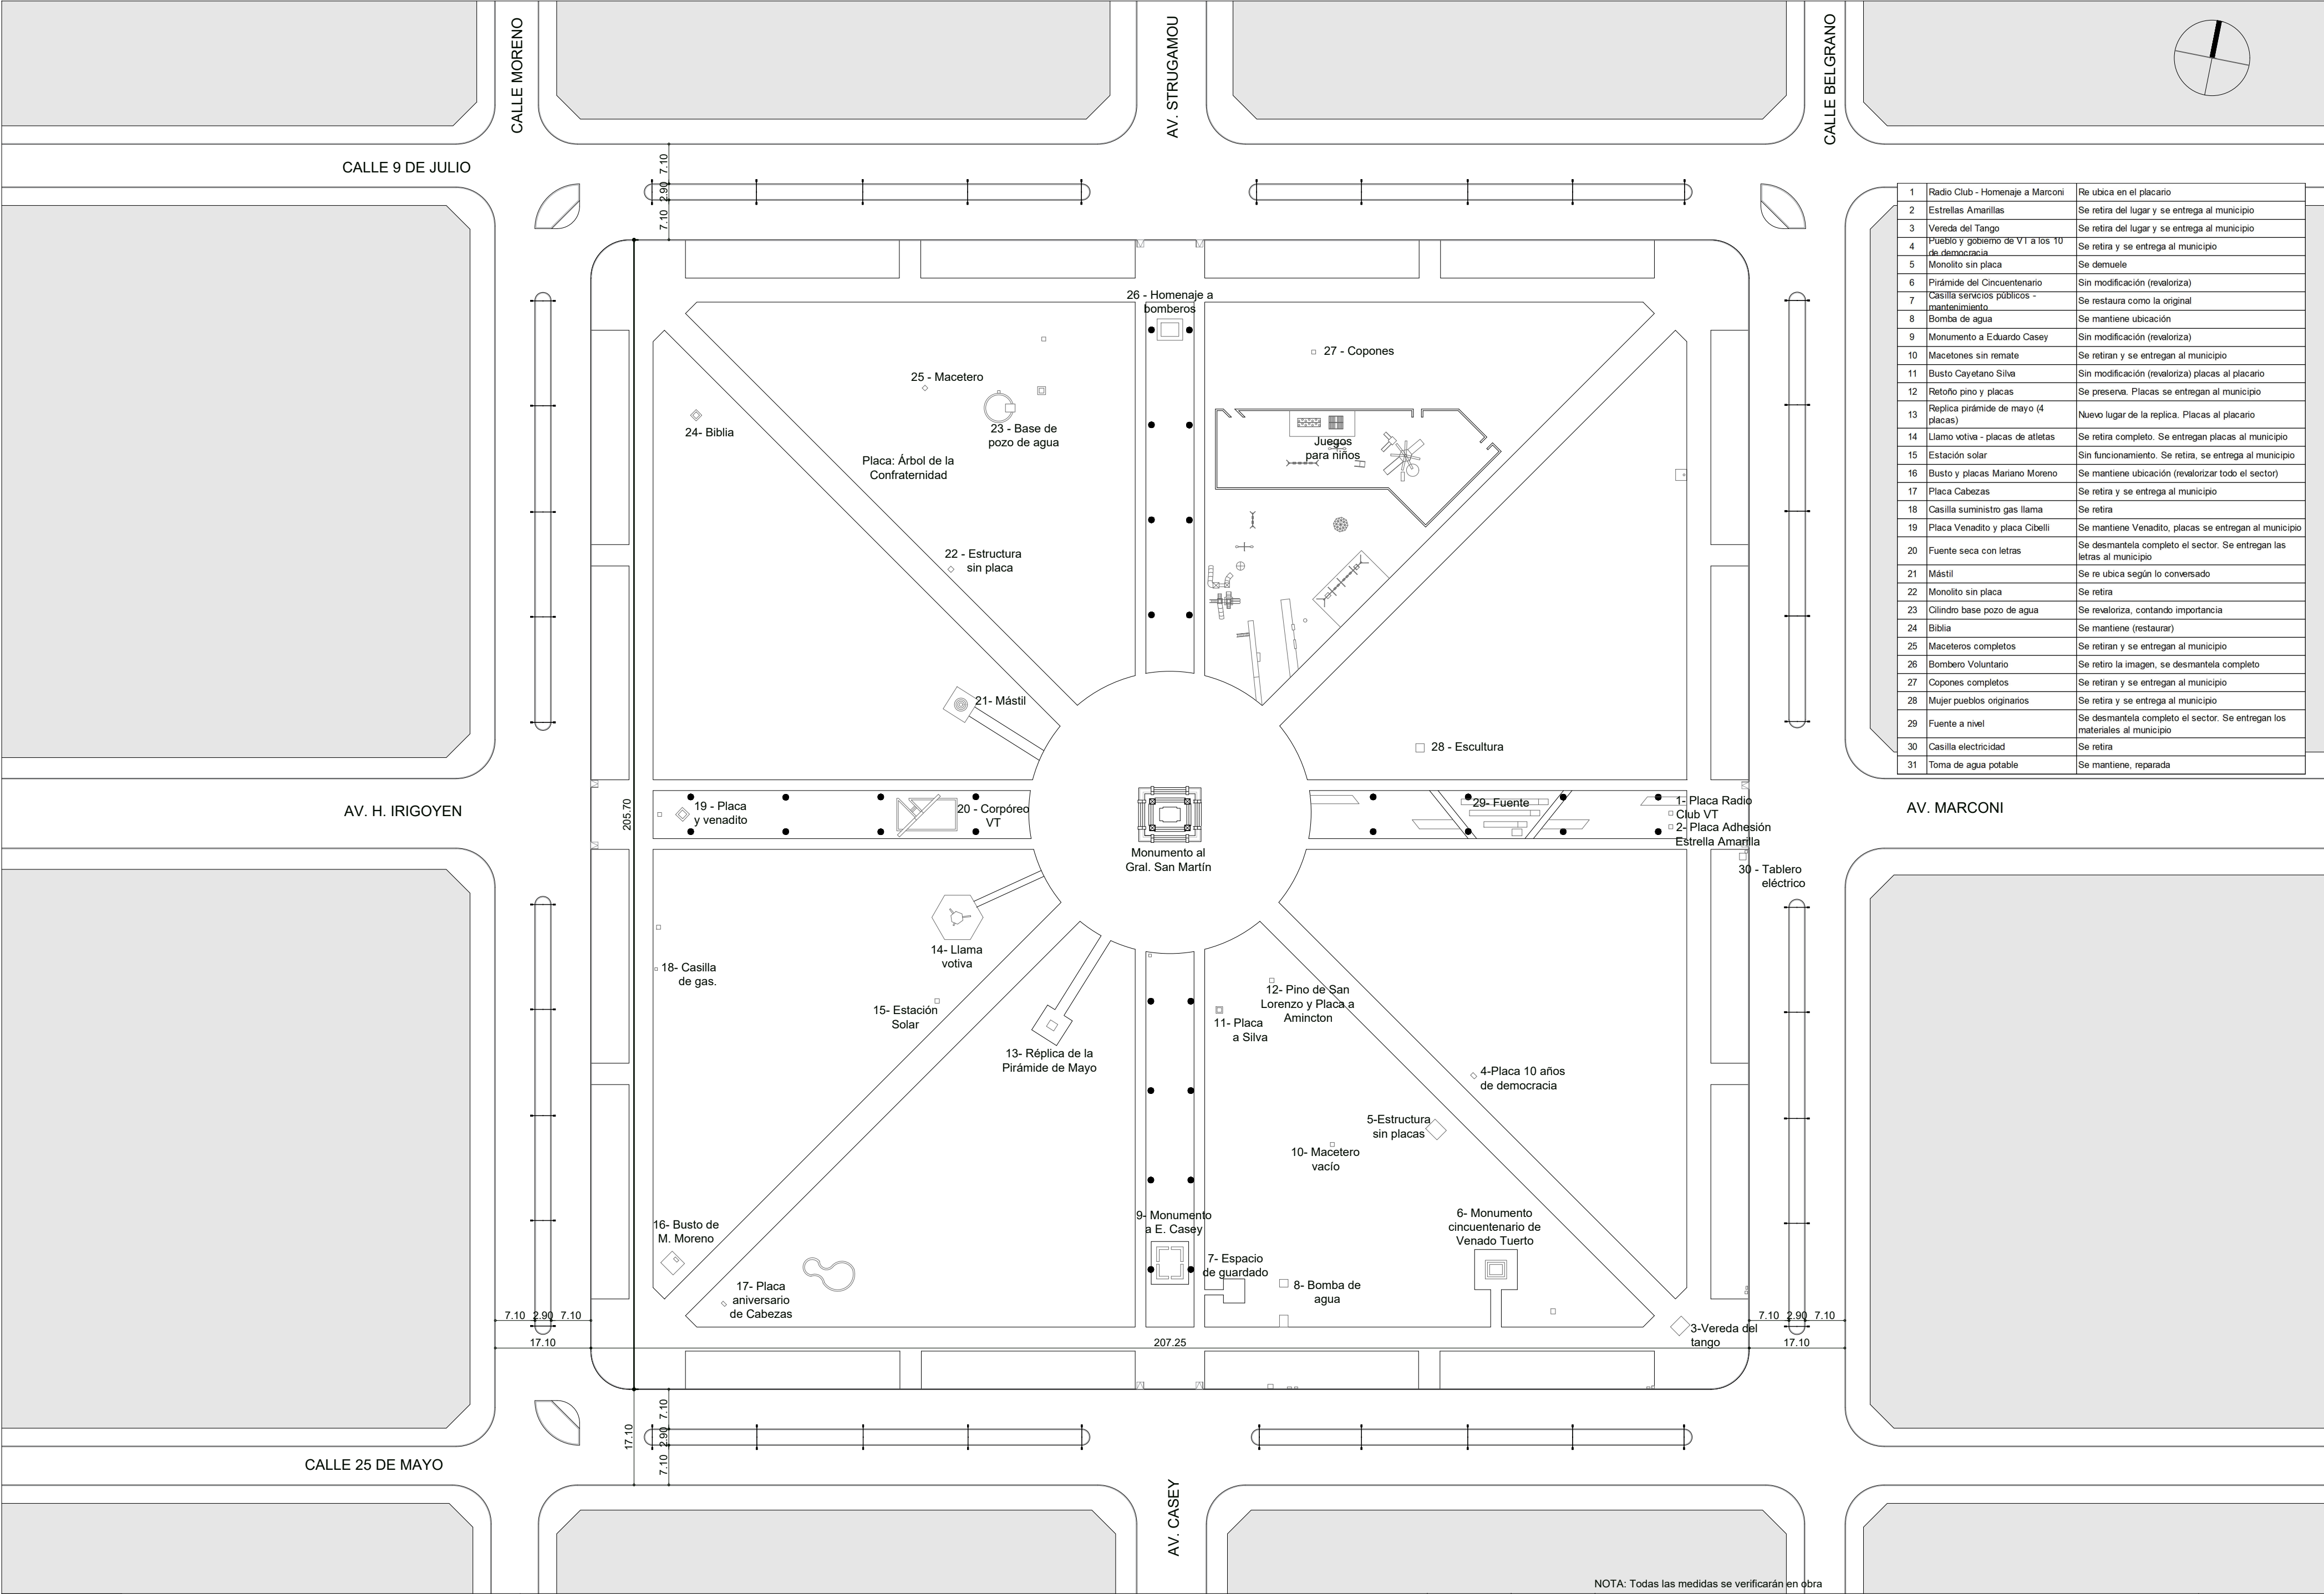 CALLE MORENO
AV. STRUGAMOU
CALLE BELGRANO
CALLE 9 DE JULIO
7.10
2.90
7.10
1 Radio Club - Homenaje a Marconi Re ubica en el placario
2 Estrellas Amarillas Se retira del lugar y se entrega al municipio
3 Vereda del Tango Se retira del lugar y se entrega al municipio
4 Pueblo y gobierno de VT a los 10 de democracia Se retira y se entrega al municipio
5 Monolito sin placa Se demuele
6 Pirámide del Cincuentenario Sin modificación (revaloriza)
7 Casilla servicios públicos - mantenimiento Se restaura como la original
8 Bomba de agua Se mantiene ubicación
9 Monumento a Eduardo Casey Sin modificación (revaloriza)
10 Macetones sin remate Se retiran y se entregan al municipio
11 Busto Cayetano Silva Sin modificación (revaloriza) placas al placario
12 Retoño pino y placas Se preserva. Placas se entregan al municipio
13 Replica pirámide de mayo (4 placas) Nuevo lugar de la replica. Placas al placario
14 Llamo votiva - placas de atletas Se retira completo. Se entregan placas al municipio
15 Estación solar Sin funcionamiento. Se retira, se entrega al municipio
16 Busto y placas Mariano Moreno Se mantiene ubicación (revalorizar todo el sector)
17 Placa Cabezas Se retira y se entrega al municipio
18 Casilla suministro gas llama Se retira
19 Placa Venadito y placa Cibelli Se mantiene Venadito, placas se entregan al municipio
20 Fuente seca con letras Se desmantela completo el sector. Se entregan las letras al municipio
21 Mástil Se re ubica según lo conversado
22 Monolito sin placa Se retira
23 Cilindro base pozo de agua Se revaloriza, contando importancia
24 Biblia Se mantiene (restaurar)
25 Maceteros completos Se retiran y se entregan al municipio
26 Bombero Voluntario Se retiro la imagen, se desmantela completo
27 Copones completos Se retiran y se entregan al municipio
28 Mujer pueblos originarios Se retira y se entrega al municipio
29 Fuente a nivel Se desmantela completo el sector. Se entregan los materiales al municipio
30 Casilla electricidad Se retira
31 Toma de agua potable Se mantiene, reparada
26 - Homenaje a
bomberos
27 - Copones
25 - Macetero
24- Biblia
23 - Base de
pozo de agua
Juegos
para niños
Placa: Árbol de la
Confraternidad
22 - Estructura
sin placa
21- Mástil
28 - Escultura
AV. H. IRIGOYEN
205.70
19 - Placa
y venadito
20 - Corpóreo
VT
29- Fuente
1- Placa Radio
Club VT
2- Placa Adhesión
Estrella Amarilla
AV. MARCONI
Monumento al
Gral. San Martín
30 - Tablero
eléctrico
14- Llama
votiva
18- Casilla
de gas.
12- Pino de San
Lorenzo y Placa a
Amincton
15- Estación
Solar
11- Placa
a Silva
13- Réplica de la
Pirámide de Mayo
4-Placa 10 años
de democracia
5-Estructura
sin placas
10- Macetero
vacío
16- Busto de
M. Moreno
9- Monumento
a E. Casey
6- Monumento
cincuentenario de
Venado Tuerto
7- Espacio
de guardado
8- Bomba de
agua
17- Placa
aniversario
de Cabezas
3-Vereda del
tango
7.10 2.90 7.10
17.10
207.25
7.10 2.90 7.10
17.10
17.10
7.10
2.90
7.10
CALLE 25 DE MAYO
AV. CASEY
NOTA: Todas las medidas se verificarán en obra